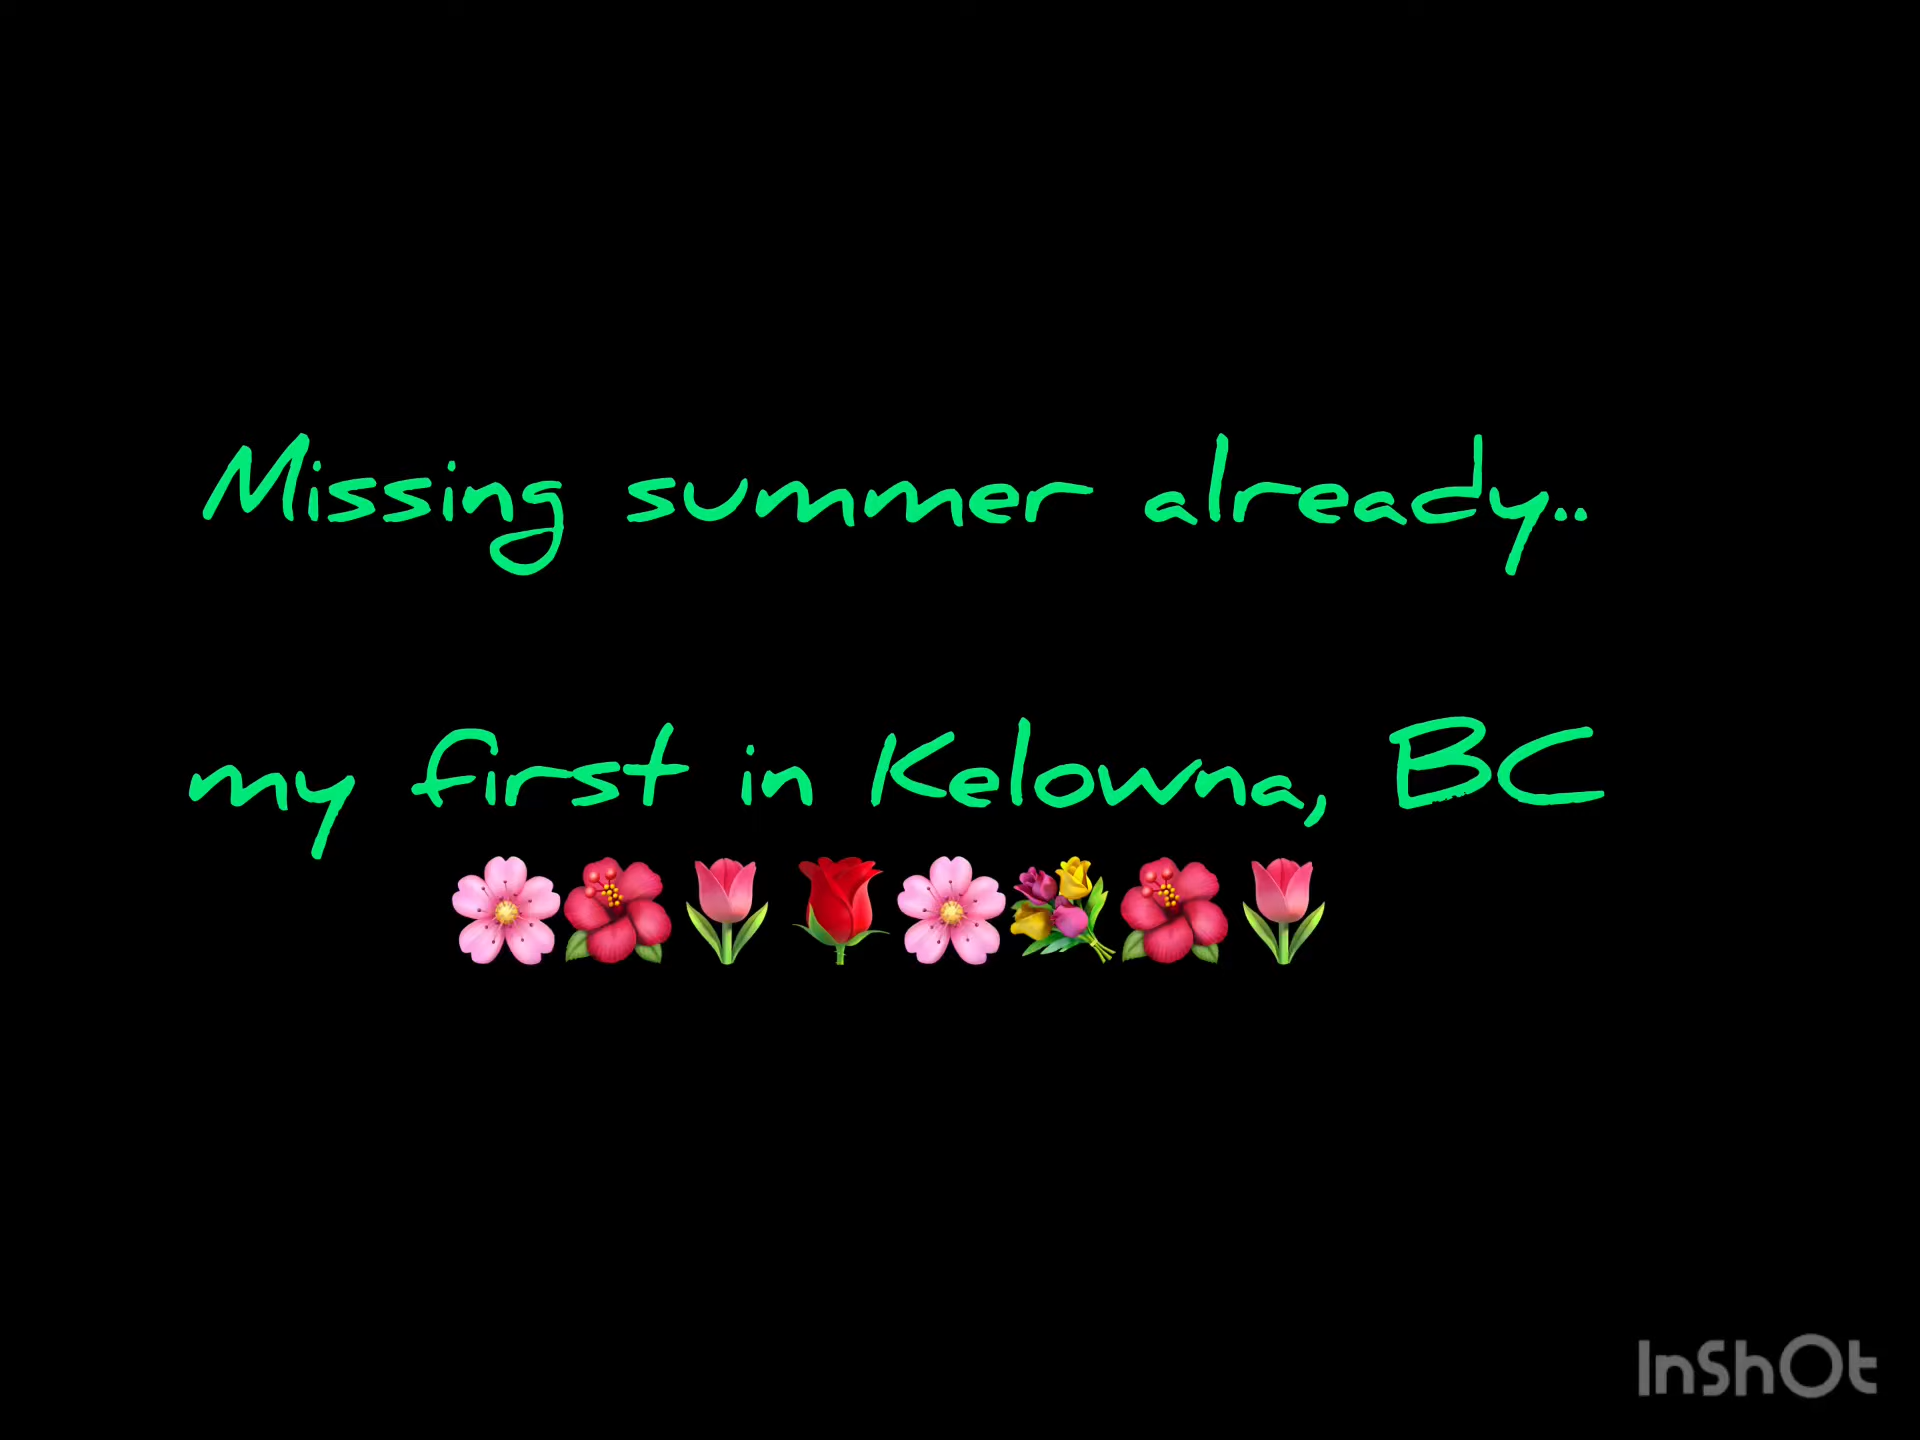 Missing summer already..
my first in Kelowna, BC
🌸🌺🌷🌹🌸💐🌺🌷
InShOt